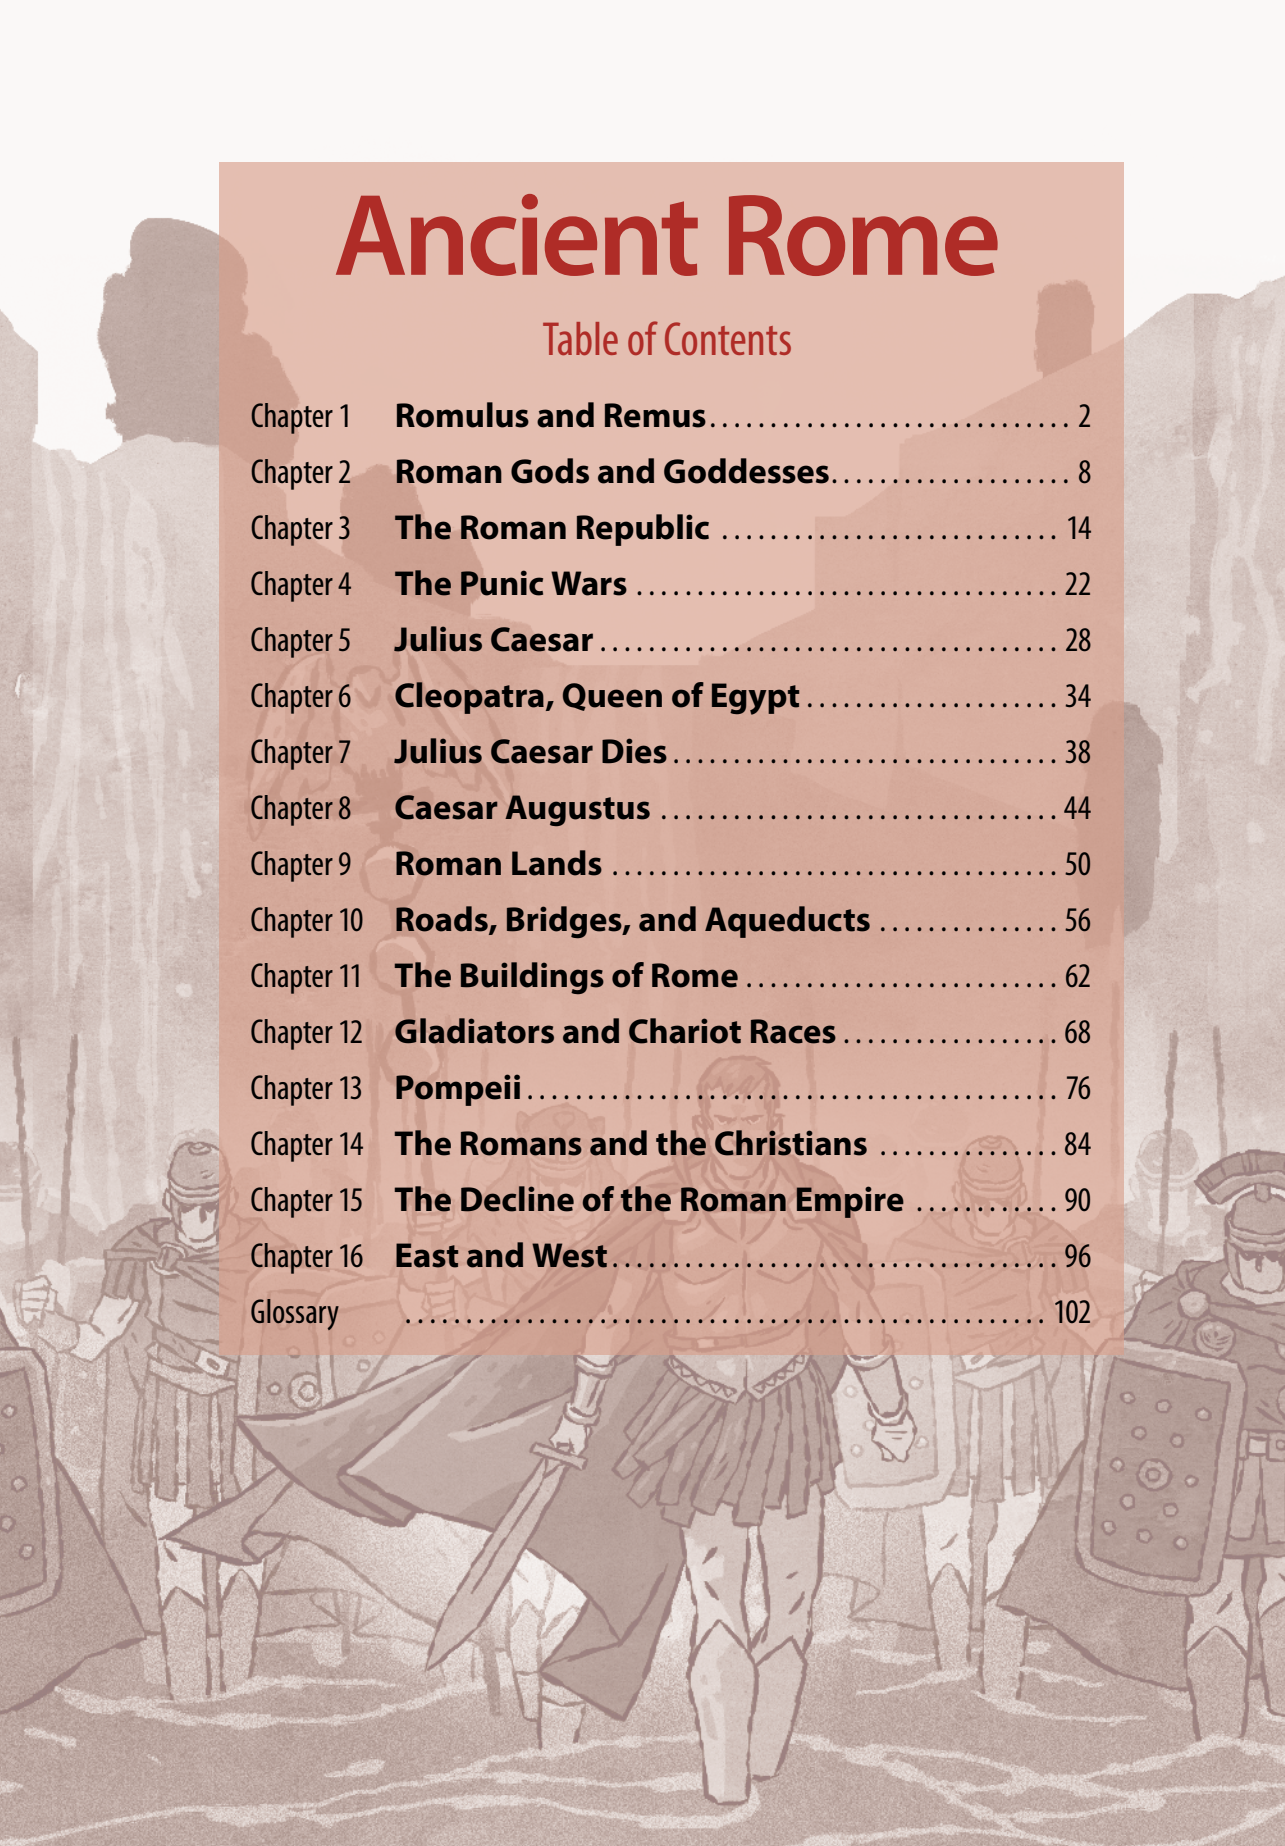 Ancient Rome
Table of Contents
Chapter 1 Romulus and Remus. . . . . . . . . . . . . . . . . . . . . . . . . . . . . . 2
Chapter 2 Roman Gods and Goddesses. . . . . . . . . . . . . . . . . . . . 8
Chapter 3 The Roman Republic . . . . . . . . . . . . . . . . . . . . . . . . . . . . 14
Chapter 4 The Punic Wars . . . . . . . . . . . . . . . . . . . . . . . . . . . . . . . . . . . 22
Chapter 5 Julius Caesar . . . . . . . . . . . . . . . . . . . . . . . . . . . . . . . . . . . . . . 28
Chapter 6 Cleopatra, Queen of Egypt . . . . . . . . . . . . . . . . . . . . . 34
Chapter 7 Julius Caesar Dies . . . . . . . . . . . . . . . . . . . . . . . . . . . . . . . . 38
Chapter 8 Caesar Augustus . . . . . . . . . . . . . . . . . . . . . . . . . . . . . . . . . 44
Chapter 9 Roman Lands . . . . . . . . . . . . . . . . . . . . . . . . . . . . . . . . . . . . . 50
Chapter 10 Roads, Bridges, and Aqueducts . . . . . . . . . . . . . . . 56
Chapter 11 The Buildings of Rome . . . . . . . . . . . . . . . . . . . . . . . . . . 62
Chapter 12 Gladiators and Chariot Races . . . . . . . . . . . . . . . . . . 68
Chapter 13 Pompeii . . . . . . . . . . . . . . . . . . . . . . . . . . . . . . . . . . . . . . . . . . . . 76
Chapter 14 The Romans and the Christians . . . . . . . . . . . . . . . 84
Chapter 15 The Decline of the Roman Empire . . . . . . . . . . . . 90
Chapter 16 East and West . . . . . . . . . . . . . . . . . . . . . . . . . . . . . . . . . . . . . 96
Glossary . . . . . . . . . . . . . . . . . . . . . . . . . . . . . . . . . . . . . . . . . . . . . . . . . . . . . 102